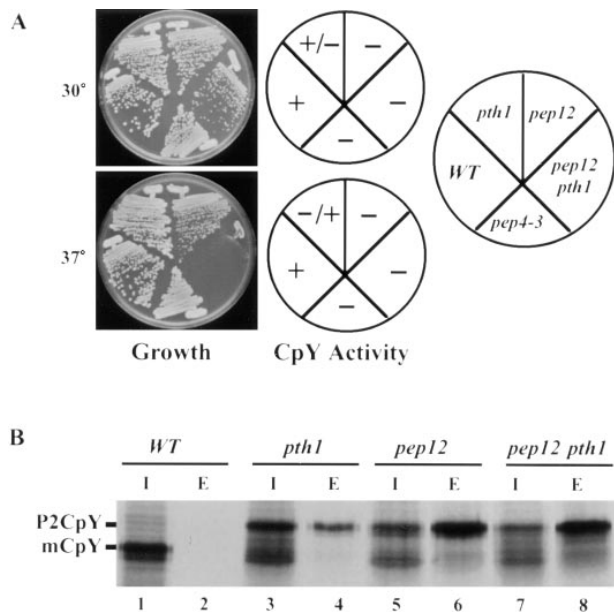 A
30°
+/− −
+ −
−
pth1 pep12
WT pep12
pth1
pep4-3
37°
−/+ −
+ −
−
Growth CpY Activity
B
WT pth1 pep12 pep12 pth1
I E I E I E I E
P2CpY
mCpY
1 2 3 4 5 6 7 8